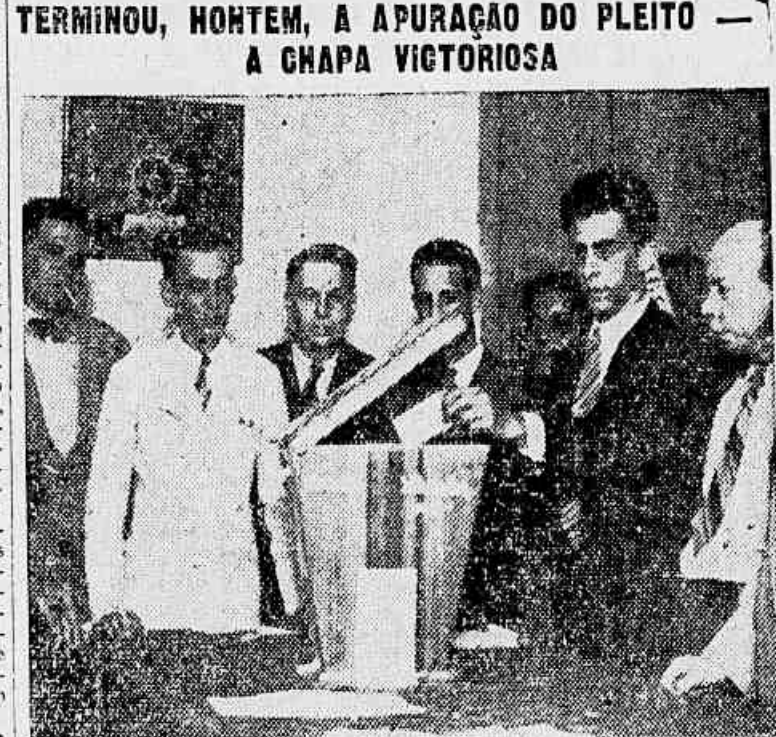 TERMINOU, HONTEM, A APURAÇÃO DO PLEITO —
A CHAPA VICTORIOSA